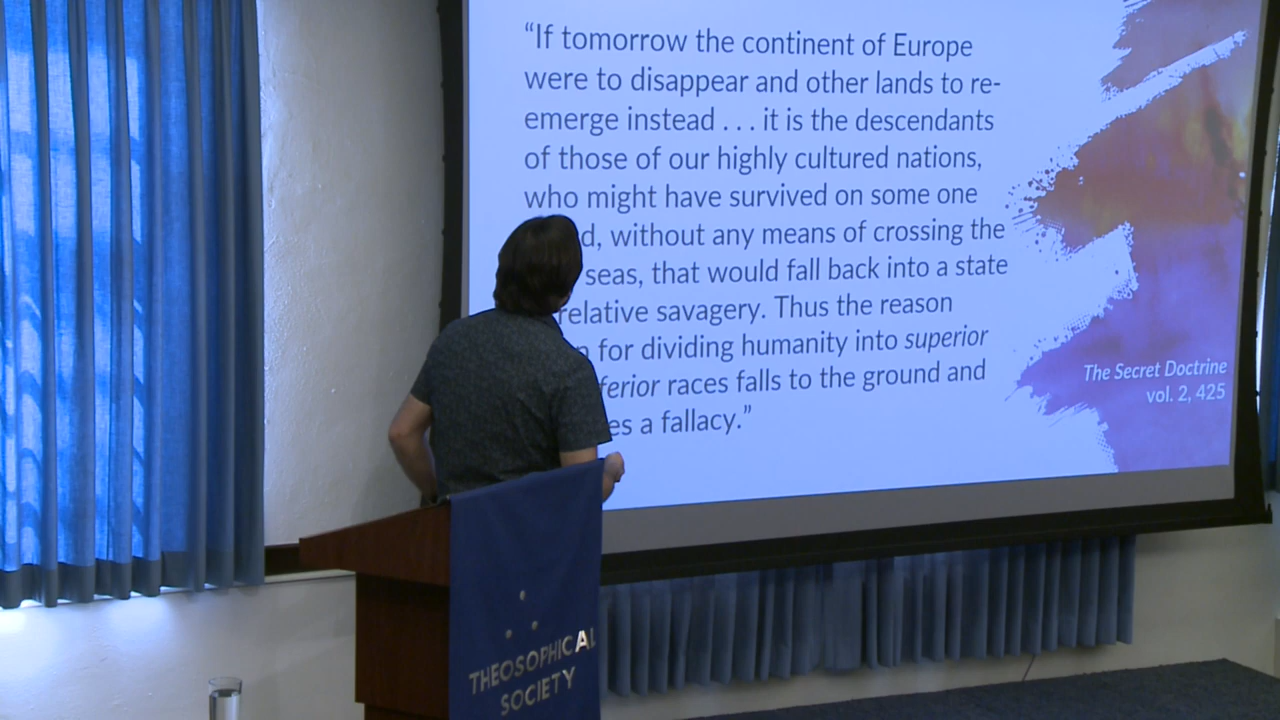 “If tomorrow the continent of Europe
were to disappear and other lands to re-
emerge instead . . . it is the descendants
of those of our highly cultured nations,
who might have survived on some one
d, without any means of crossing the
seas, that would fall back into a state
relative savagery. Thus the reason
for dividing humanity into superior
ferior races falls to the ground and
es a fallacy.”
The Secret Doctrine
vol. 2, 425
THEOSOPHICAL
SOCIETY